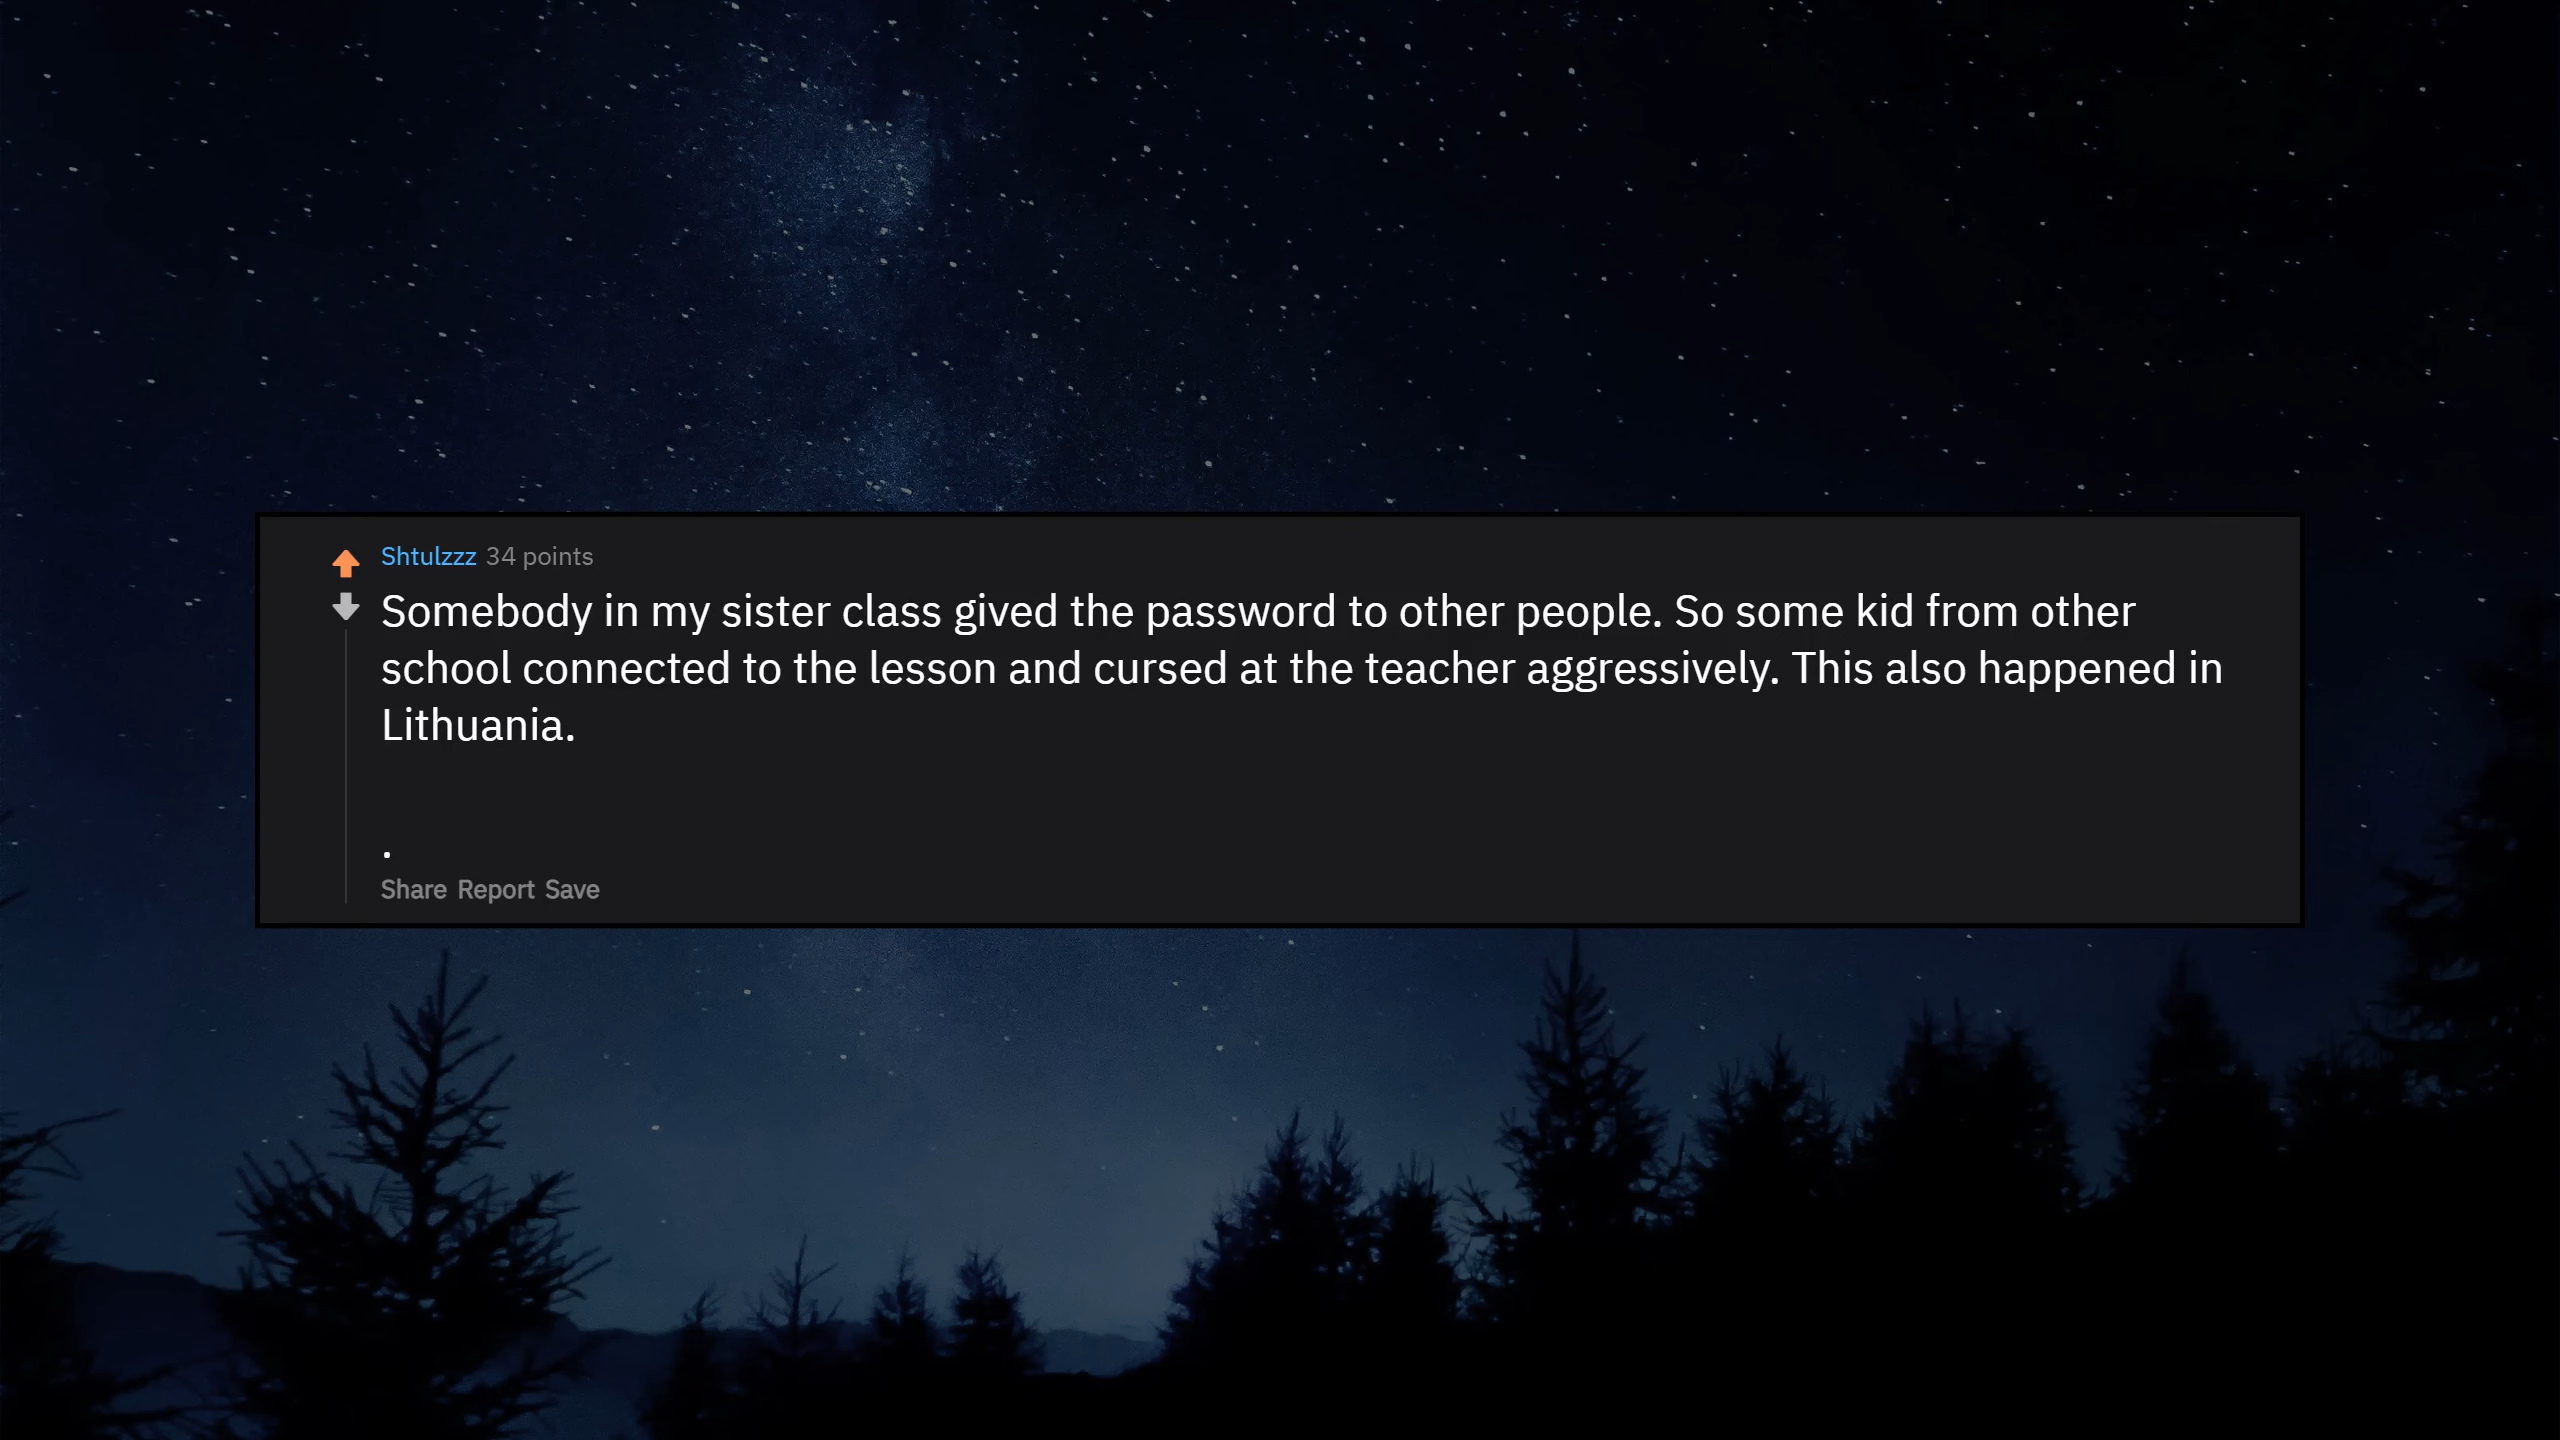 Shtulzzz 34 points
Somebody in my sister class gived the password to other people. So some kid from other
school connected to the lesson and cursed at the teacher aggressively. This also happened in
Lithuania.
.
Share Report Save